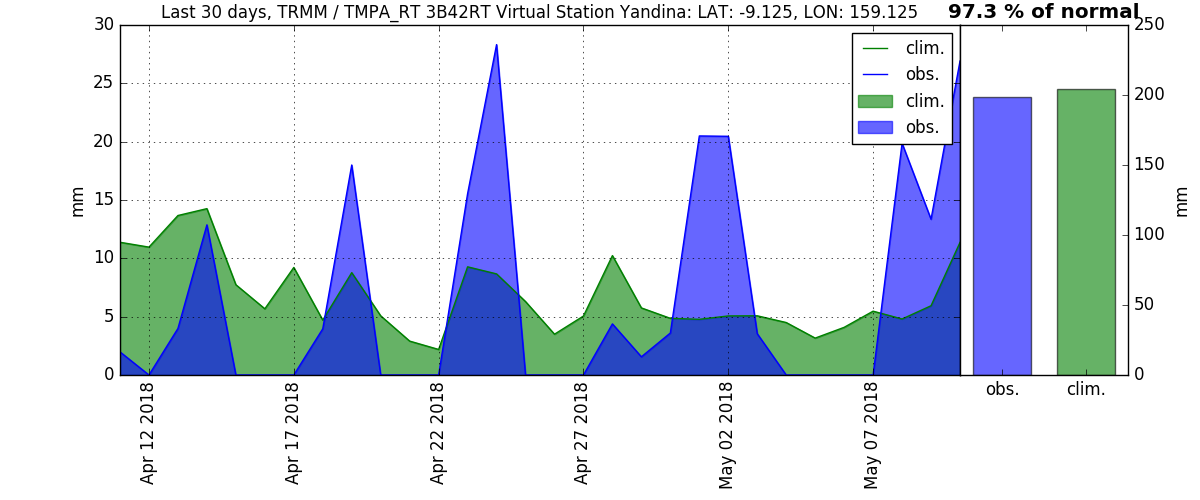 Last 30 days, TRMM / TMPA_RT 3B42RT Virtual Station Yandina: LAT: -9.125, LON: 159.125
97.3 % of normal
30
25
20
15
10
5
0
mm
clim.
obs.
clim.
obs.
Apr 12 2018
Apr 17 2018
Apr 22 2018
Apr 27 2018
May 02 2018
May 07 2018
250
200
150
100
50
0
mm
obs.
clim.